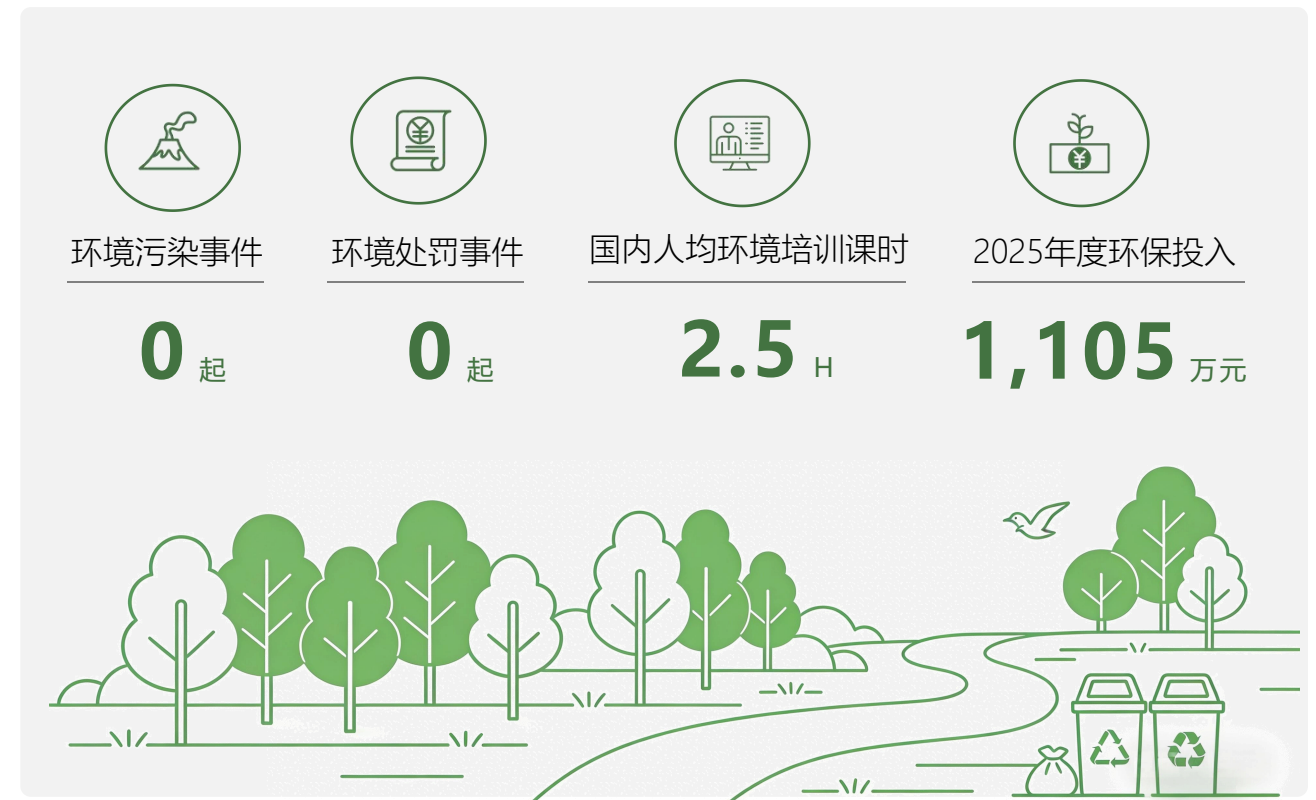 环境污染事件
0 起
环境处罚事件
0 起
国内人均环境培训课时
2.5 H
2025年度环保投入
1,105 万元